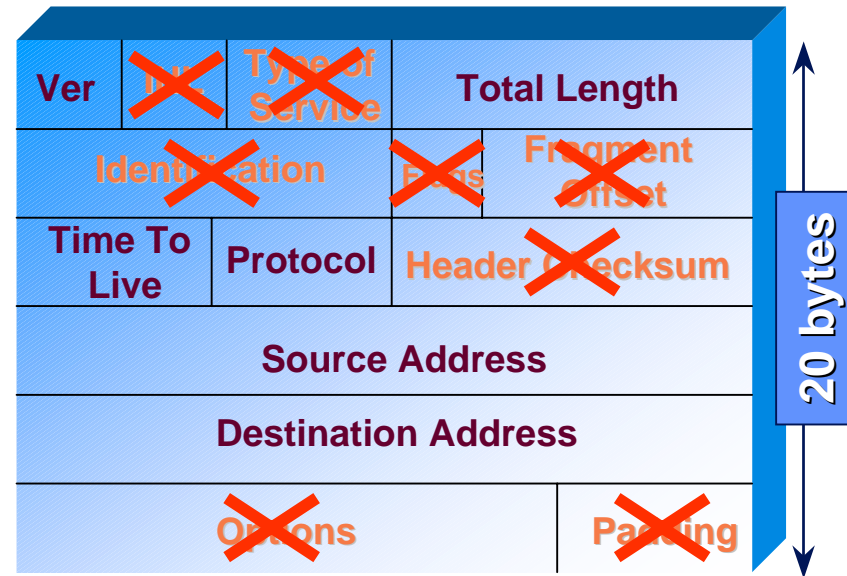 Ver
IHL
Type of
Service
Total Length
Identification
Flags
Fragment
Offset
Time To
Live
Protocol
Header Checksum
Source Address
Destination Address
Options
Padding
20 bytes